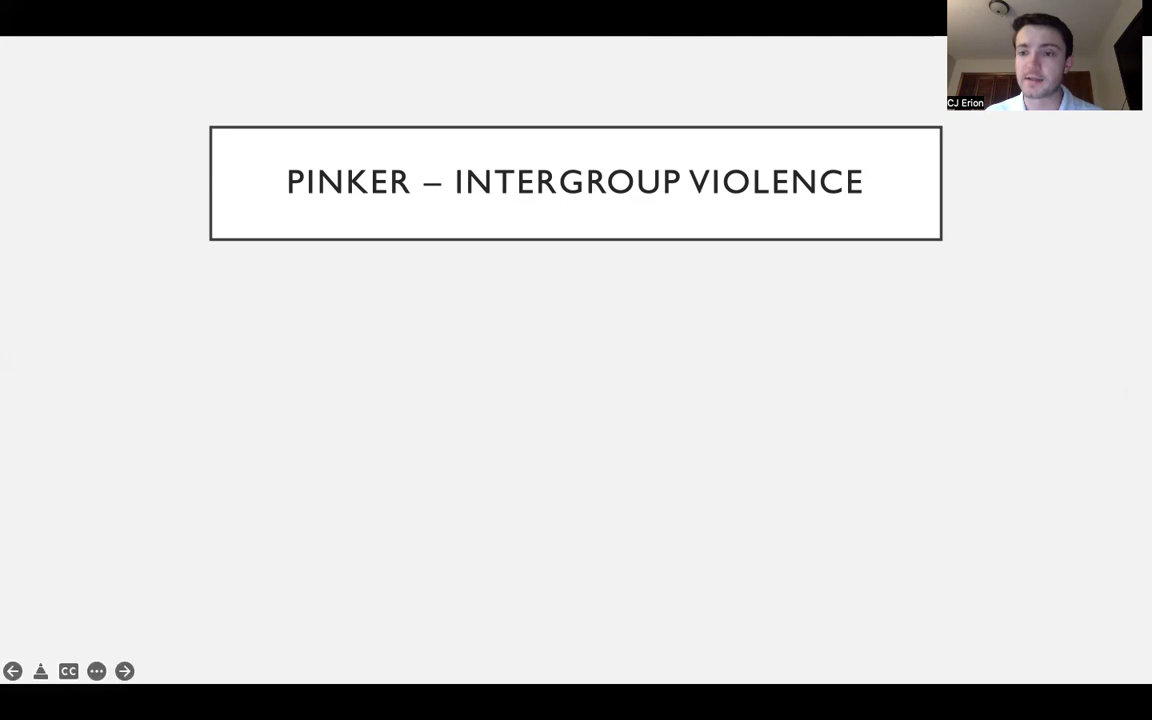 CJ Erion
PINKER – INTERGROUP VIOLENCE
CC